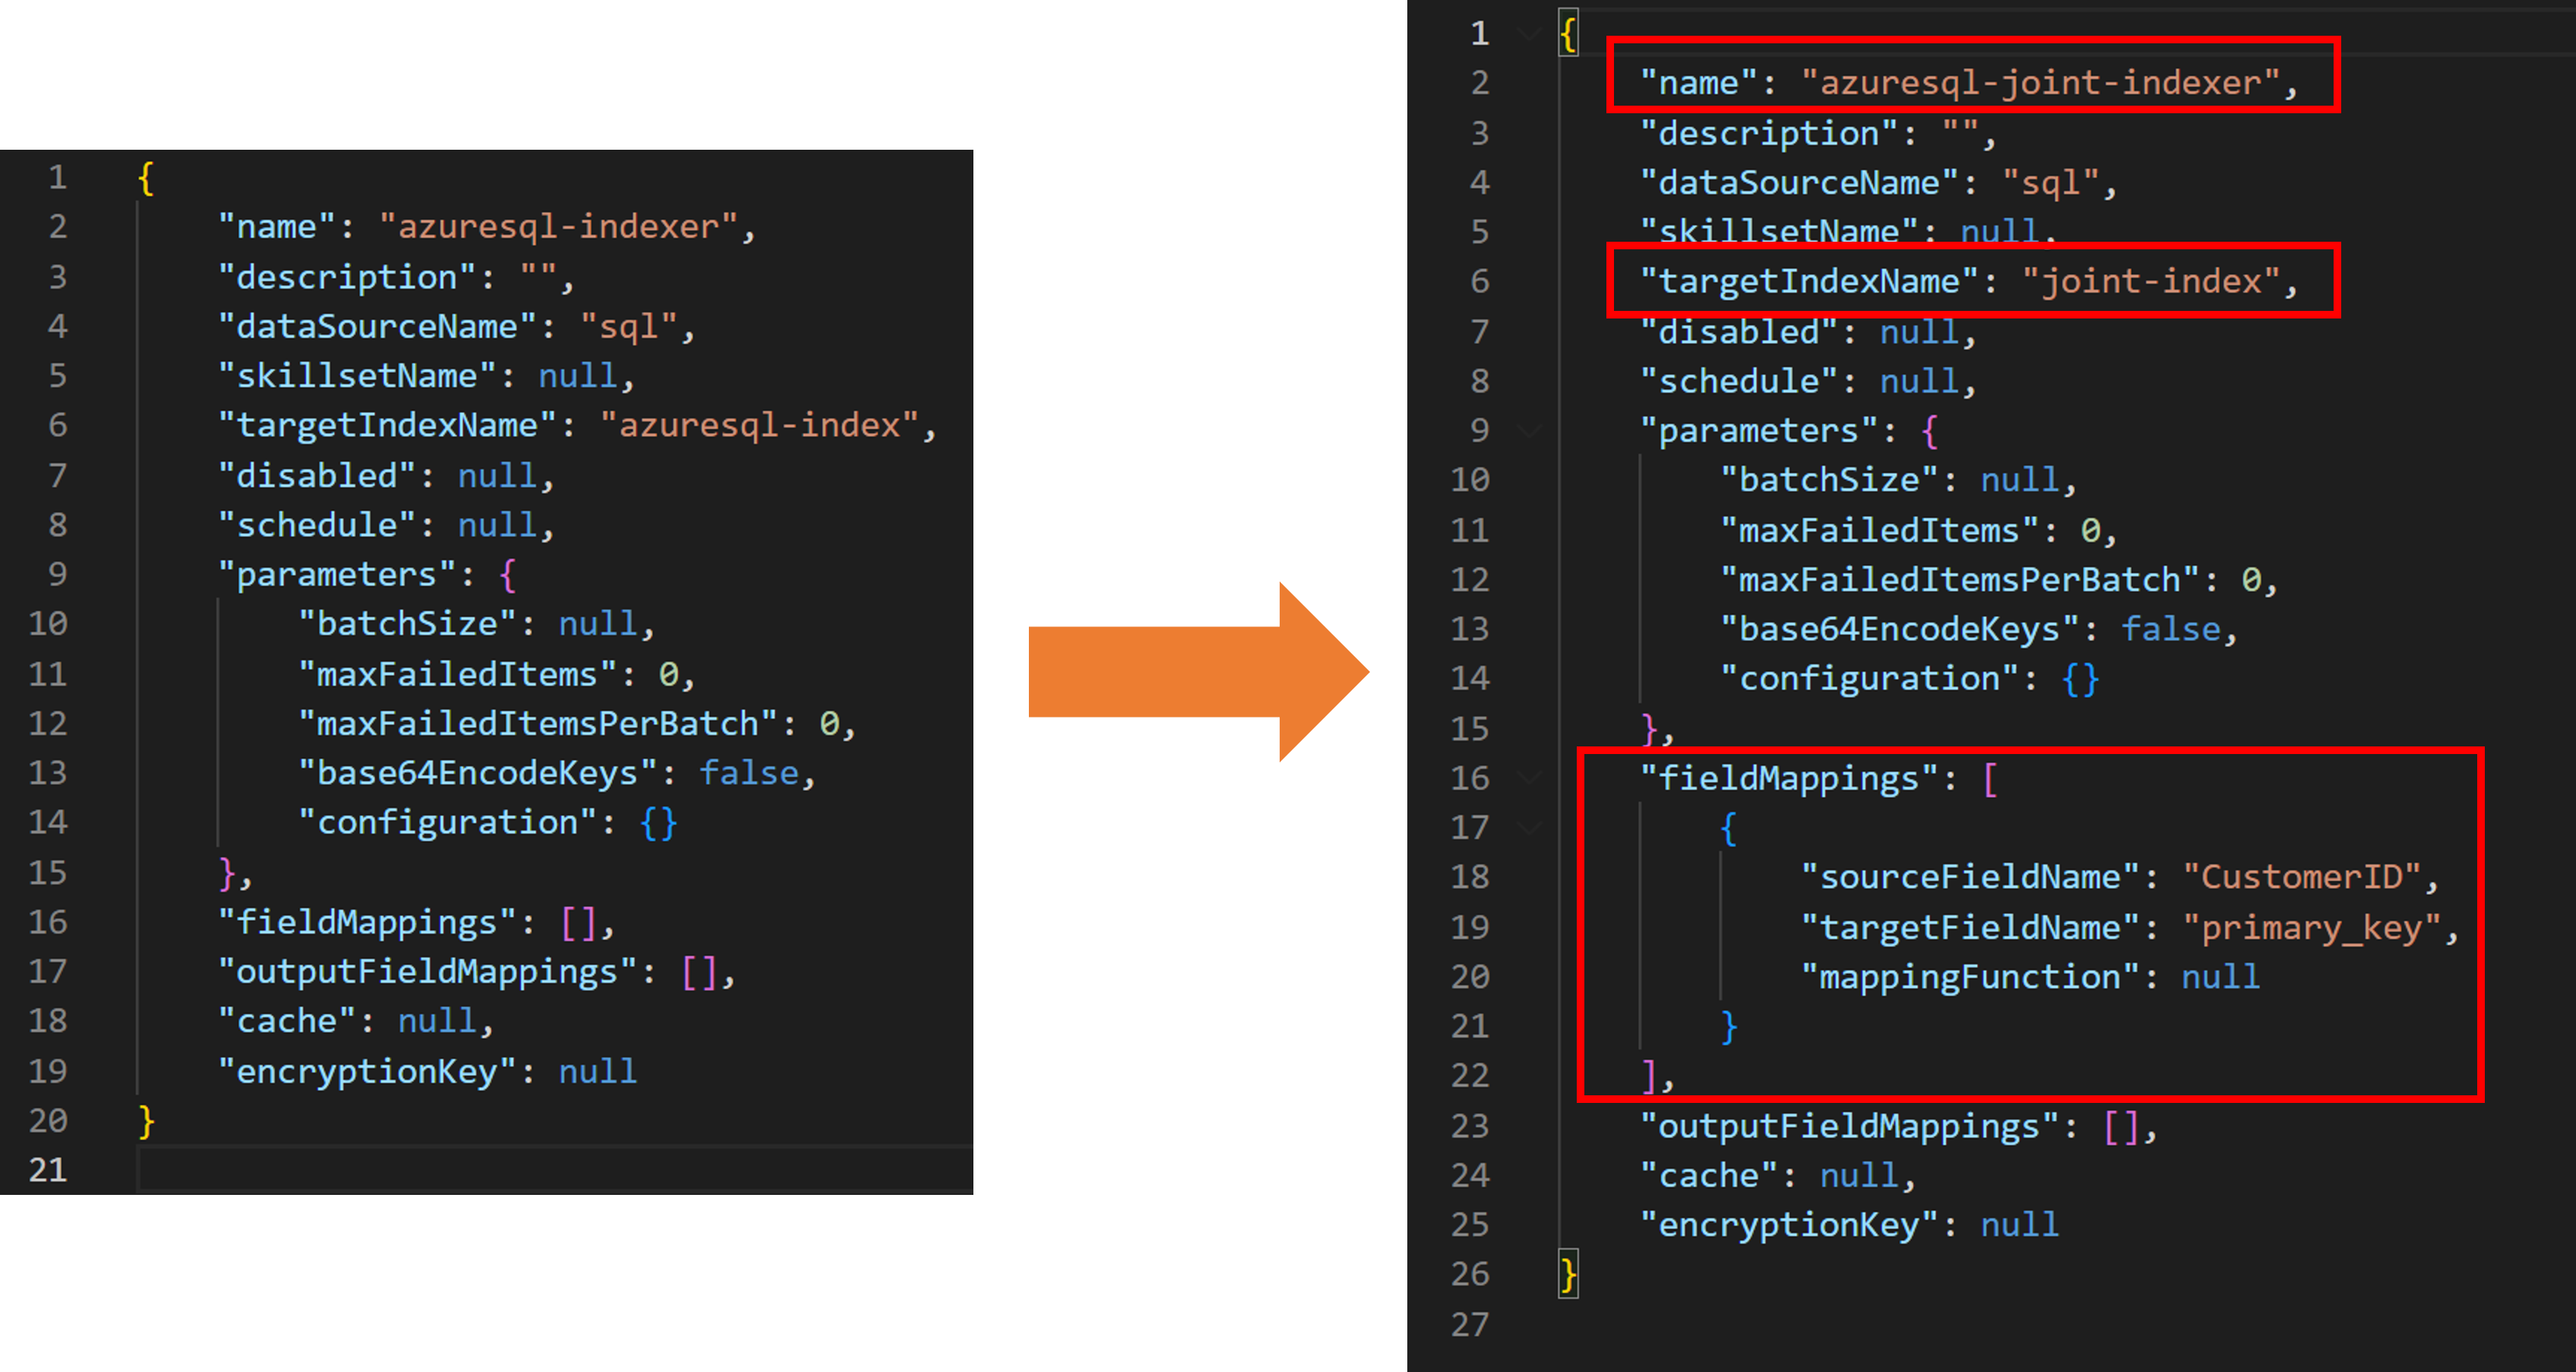 1 {
2 "name": "azuresql-indexer",
3 "description": "",
4 "dataSourceName": "sql",
5 "skillsetName": null,
6 "targetIndexName": "azuresql-index",
7 "disabled": null,
8 "schedule": null,
9 "parameters": {
10 "batchSize": null,
11 "maxFailedItems": 0,
12 "maxFailedItemsPerBatch": 0,
13 "base64EncodeKeys": false,
14 "configuration": {}
15 },
16 "fieldMappings": [],
17 "outputFieldMappings": [],
18 "cache": null,
19 "encryptionKey": null
20 }
21
1 {
2 "name": "azuresql-joint-indexer",
3 "description": "",
4 "dataSourceName": "sql",
5 "skillsetName": null,
6 "targetIndexName": "joint-index",
7 "disabled": null,
8 "schedule": null,
9 "parameters": {
10 "batchSize": null,
11 "maxFailedItems": 0,
12 "maxFailedItemsPerBatch": 0,
13 "base64EncodeKeys": false,
14 "configuration": {}
15 },
16 "fieldMappings": [
17 {
18 "sourceFieldName": "CustomerID",
19 "targetFieldName": "primary_key",
20 "mappingFunction": null
21 }
22 ],
23 "outputFieldMappings": [],
24 "cache": null,
25 "encryptionKey": null
26 }
27